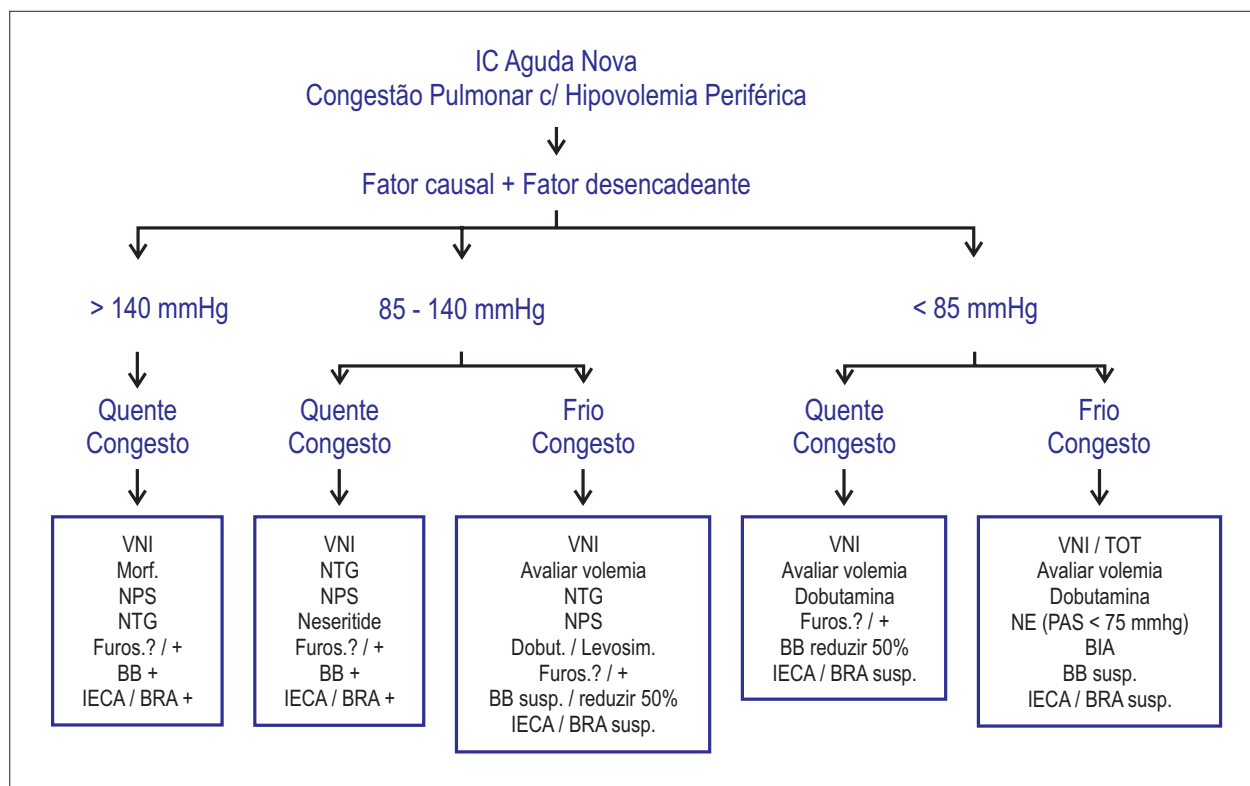 IC Aguda Nova
Congestão Pulmonar c/ Hipovolemia Periférica
Fator causal + Fator desencadeante
> 140 mmHg
85 - 140 mmHg
< 85 mmHg
Quente
Congesto
Quente
Congesto
Frio
Congesto
Quente
Congesto
Frio
Congesto
VNI
Morf.
NPS
NTG
Furos.? / +
BB +
IECA / BRA +
VNI
NTG
NPS
Neseritide
Furos.? / +
BB +
IECA / BRA +
VNI
Avaliar volemia
NTG
NPS
Dobut. / Levosim.
Furos.? / +
BB susp. / reduzir 50%
IECA / BRA susp.
VNI
Avaliar volemia
Dobutamina
Furos.? / +
BB reduzir 50%
IECA / BRA susp.
VNI / TOT
Avaliar volemia
Dobutamina
NE (PAS < 75 mmhg)
BIA
BB susp.
IECA / BRA susp.